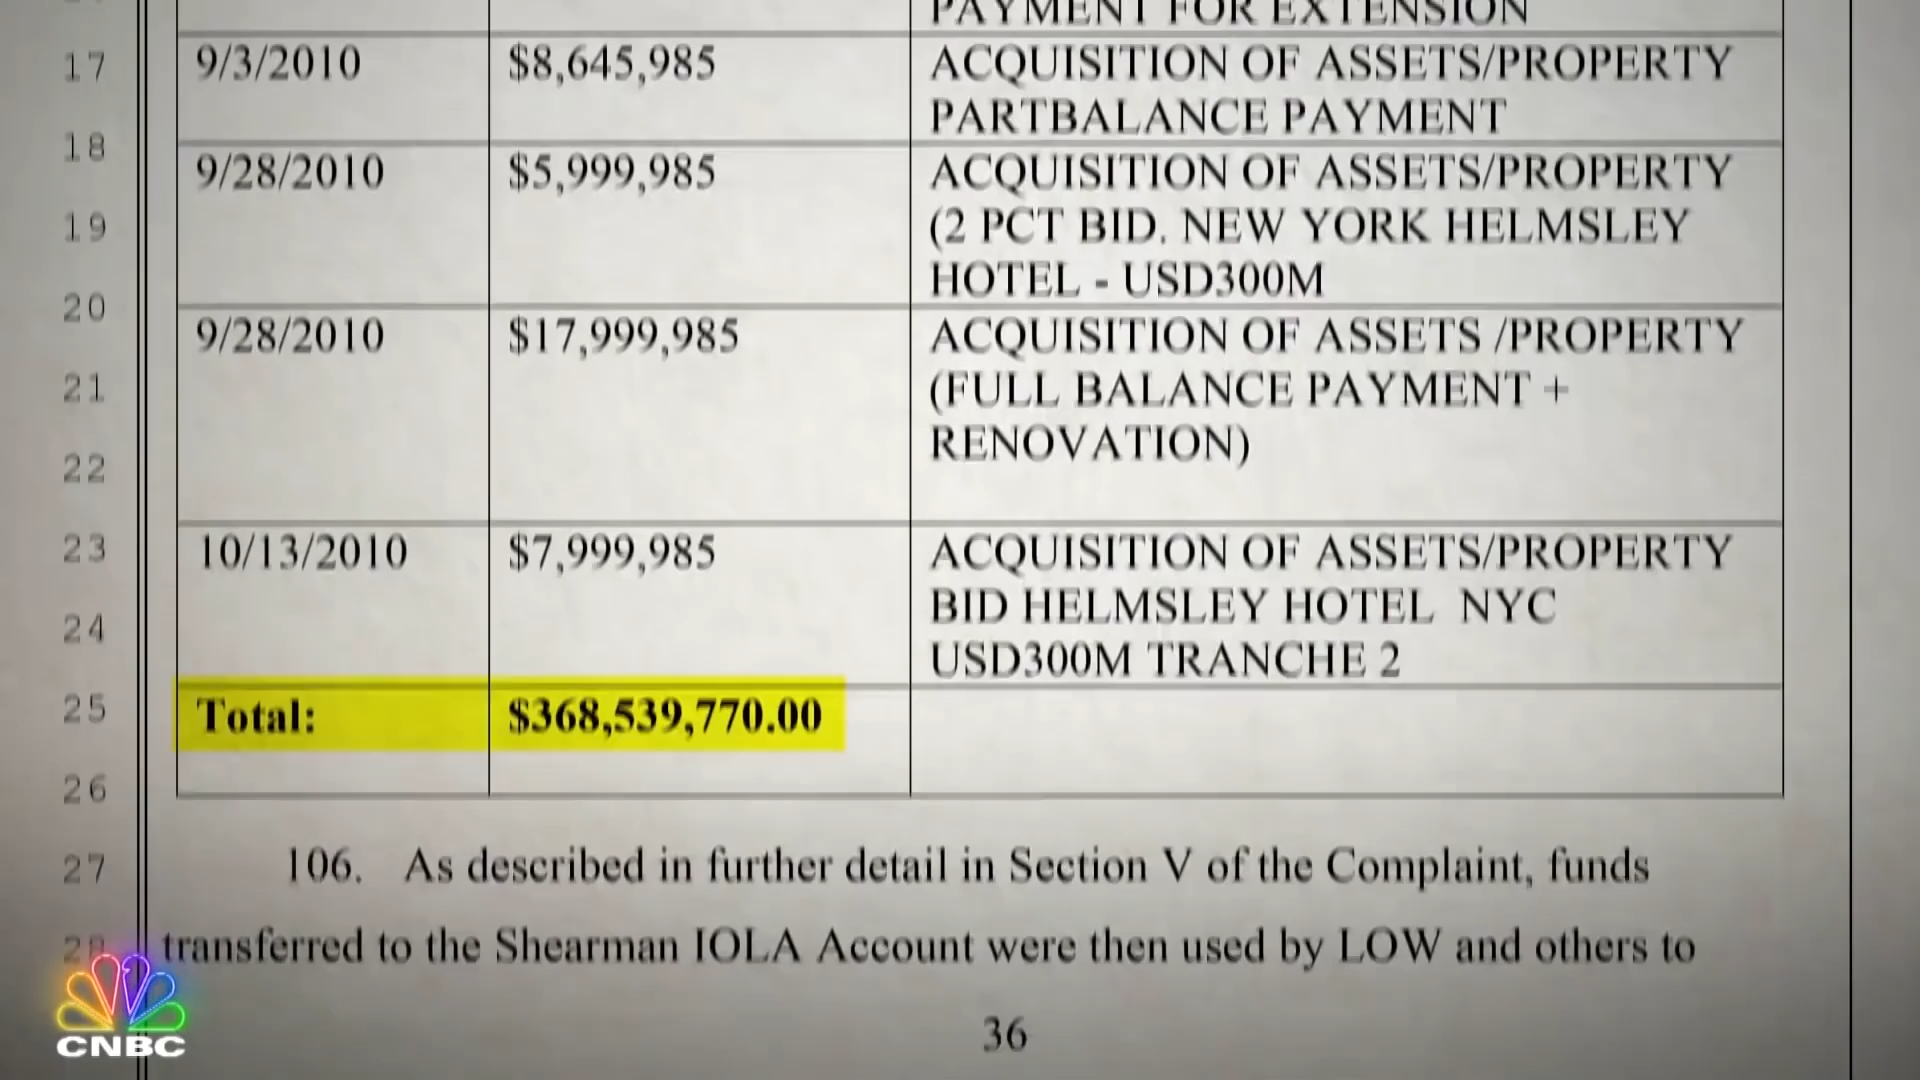 PAYMENT FOR EXTENSION
17 9/3/2010 $8,645,985 ACQUISITION OF ASSETS/PROPERTY
PARTBALANCE PAYMENT
18
9/28/2010 $5,999,985 ACQUISITION OF ASSETS/PROPERTY
19 (2 PCT BID. NEW YORK HELMSLEY
HOTEL - USD300M
20
9/28/2010 $17,999,985 ACQUISITION OF ASSETS /PROPERTY
21 (FULL BALANCE PAYMENT +
RENOVATION)
22
23 10/13/2010 $7,999,985 ACQUISITION OF ASSETS/PROPERTY
BID HELMSLEY HOTEL NYC
24
USD300M TRANCHE 2
25 Total: $368,539,770.00
26
27 106. As described in further detail in Section V of the Complaint, funds
28 transferred to the Shearman IOLA Account were then used by LOW and others to
36
CNBC